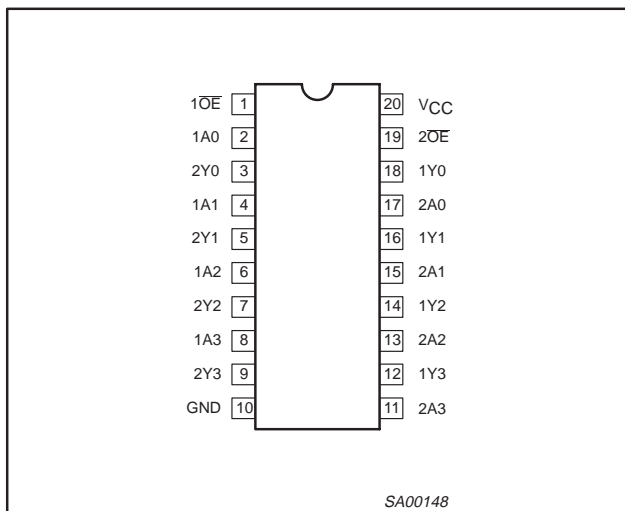 1O̅E̅ 1 20 VCC
1A0 2 19 2O̅E̅
2Y0 3 18 1Y0
1A1 4 17 2A0
2Y1 5 16 1Y1
1A2 6 15 2A1
2Y2 7 14 1Y2
1A3 8 13 2A2
2Y3 9 12 1Y3
GND 10 11 2A3
SA00148